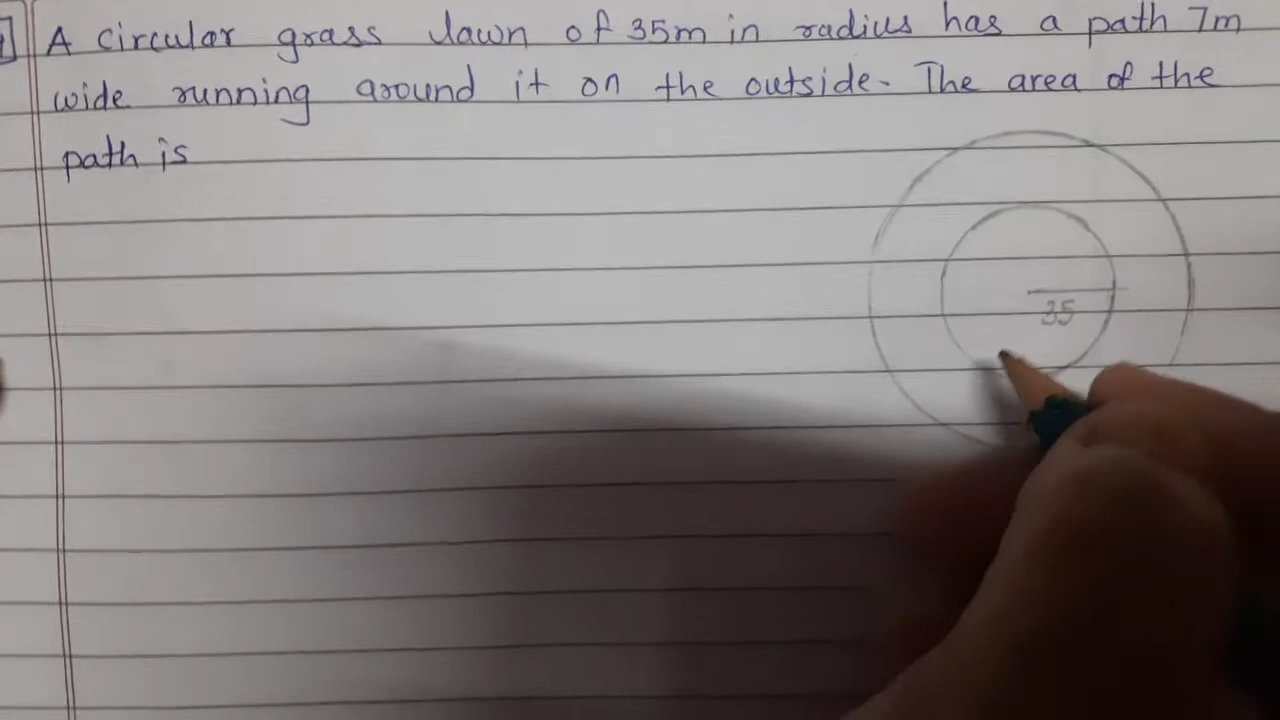 A circular grass lawn of 35m in radius has a path 7m
wide running around it on the outside. The area of the
path is
35